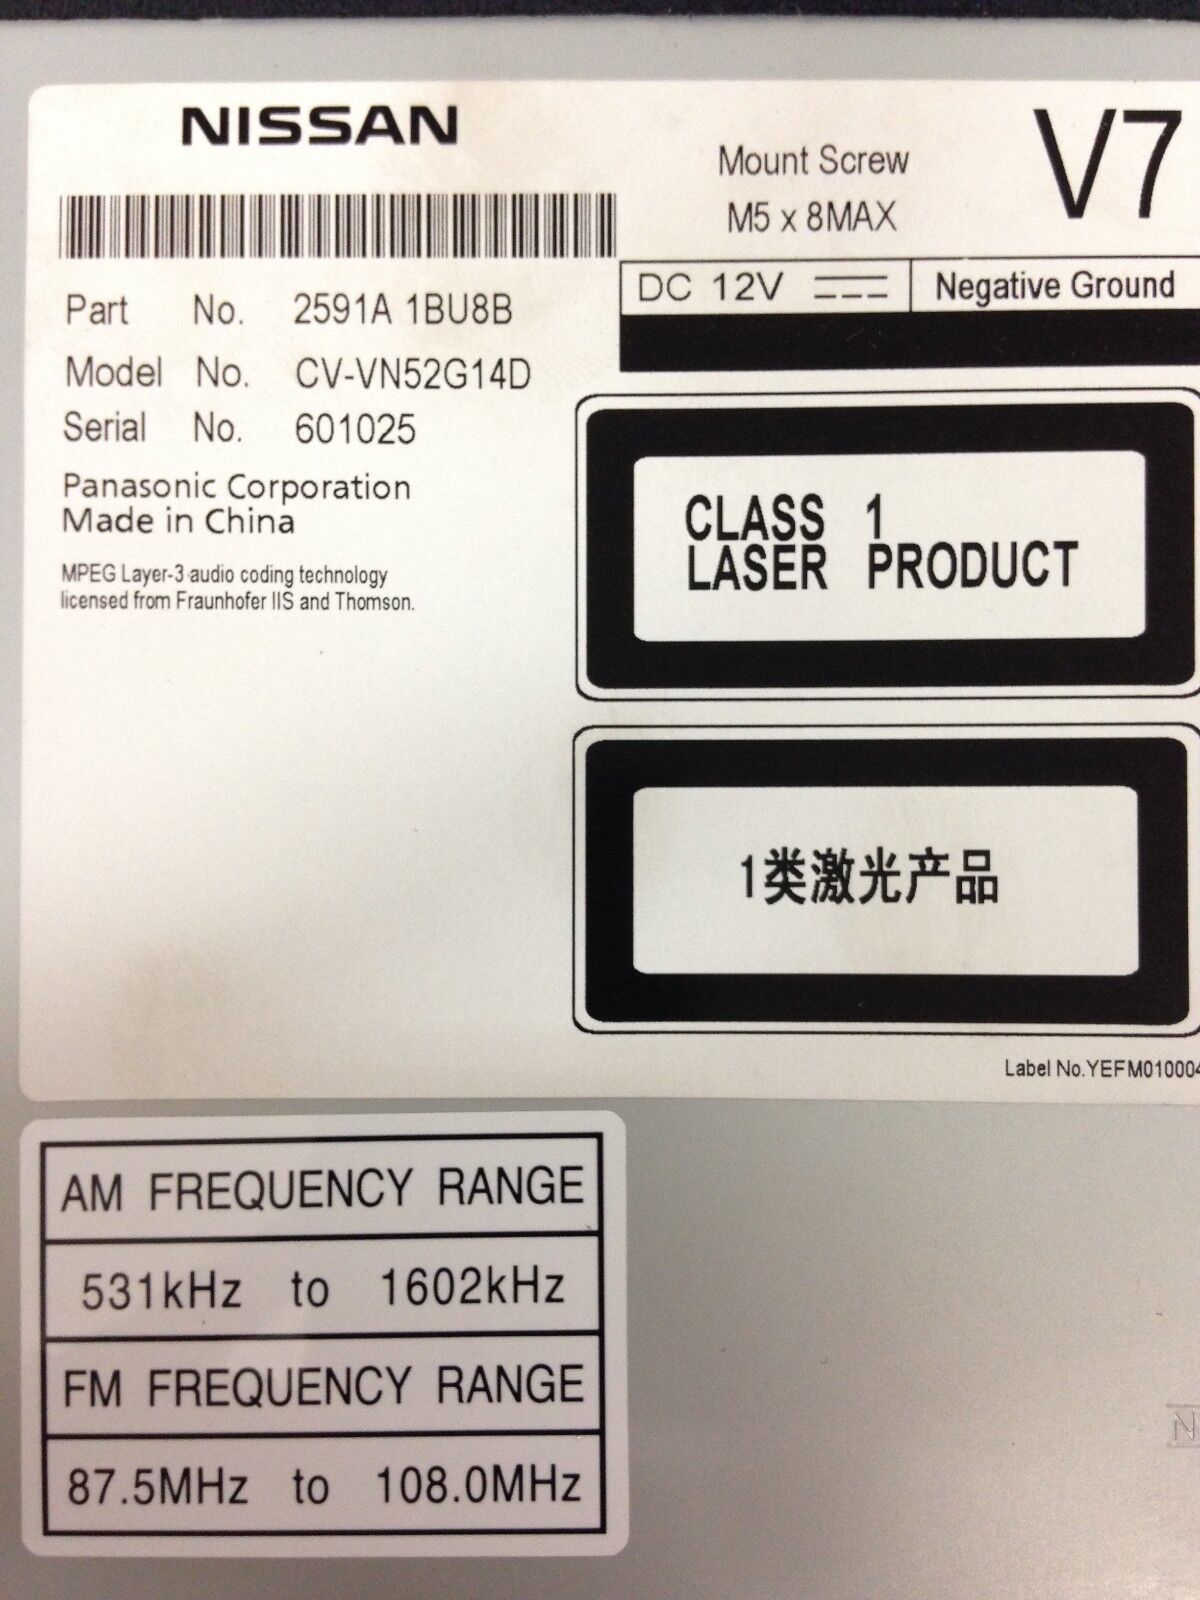 NISSAN
Mount Screw
M5 x 8MAX
V7
DC 12V
Negative Ground
Part No. 2591A 1BU8B
Model No. CV-VN52G14D
Serial No. 601025
Panasonic Corporation
Made in China
MPEG Layer-3 audio coding technology
licensed from Fraunhofer IIS and Thomson.
CLASS 1
LASER PRODUCT
1类激光产品
Label No.YEFM010004
AM FREQUENCY RANGE
531kHz to 1602kHz
FM FREQUENCY RANGE
87.5MHz to 108.0MHz